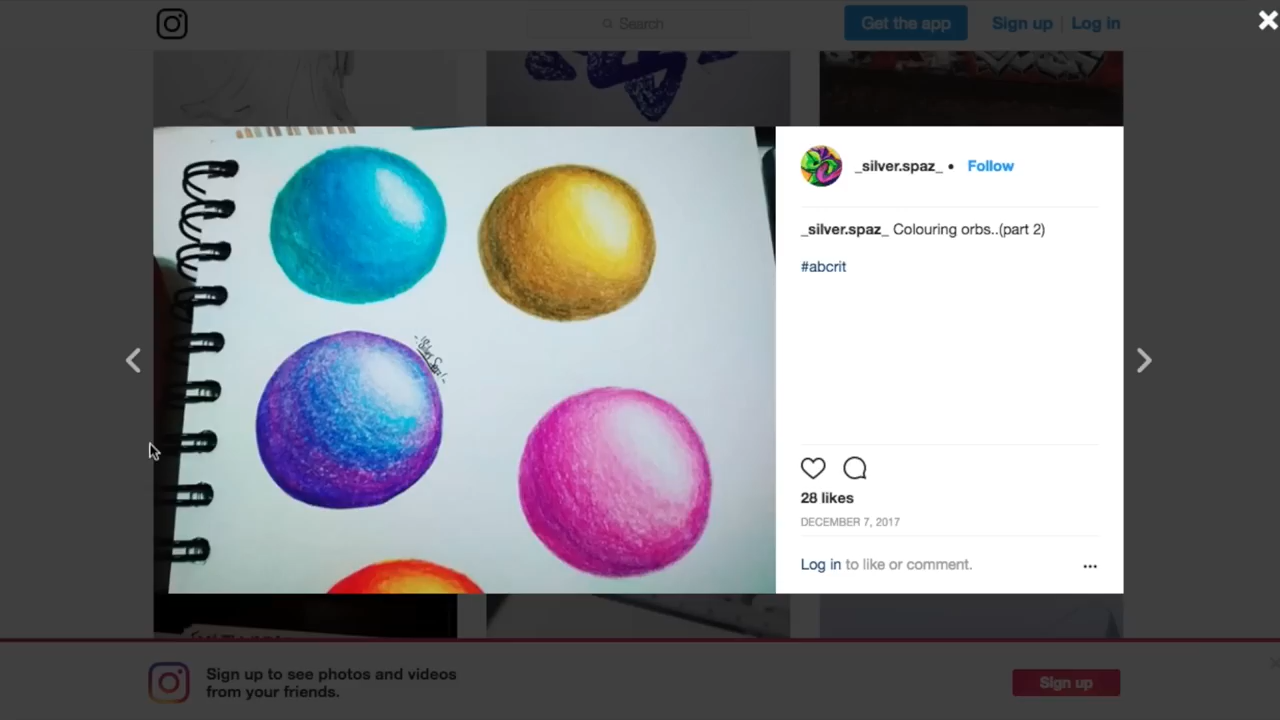 Search
Get the app
Sign up | Log in
_silver.spaz_ • Follow
_silver.spaz_ Colouring orbs..(part 2)
#abcrit
28 likes
DECEMBER 7, 2017
Log in to like or comment.
Sign up to see photos and videos
from your friends.
Sign up